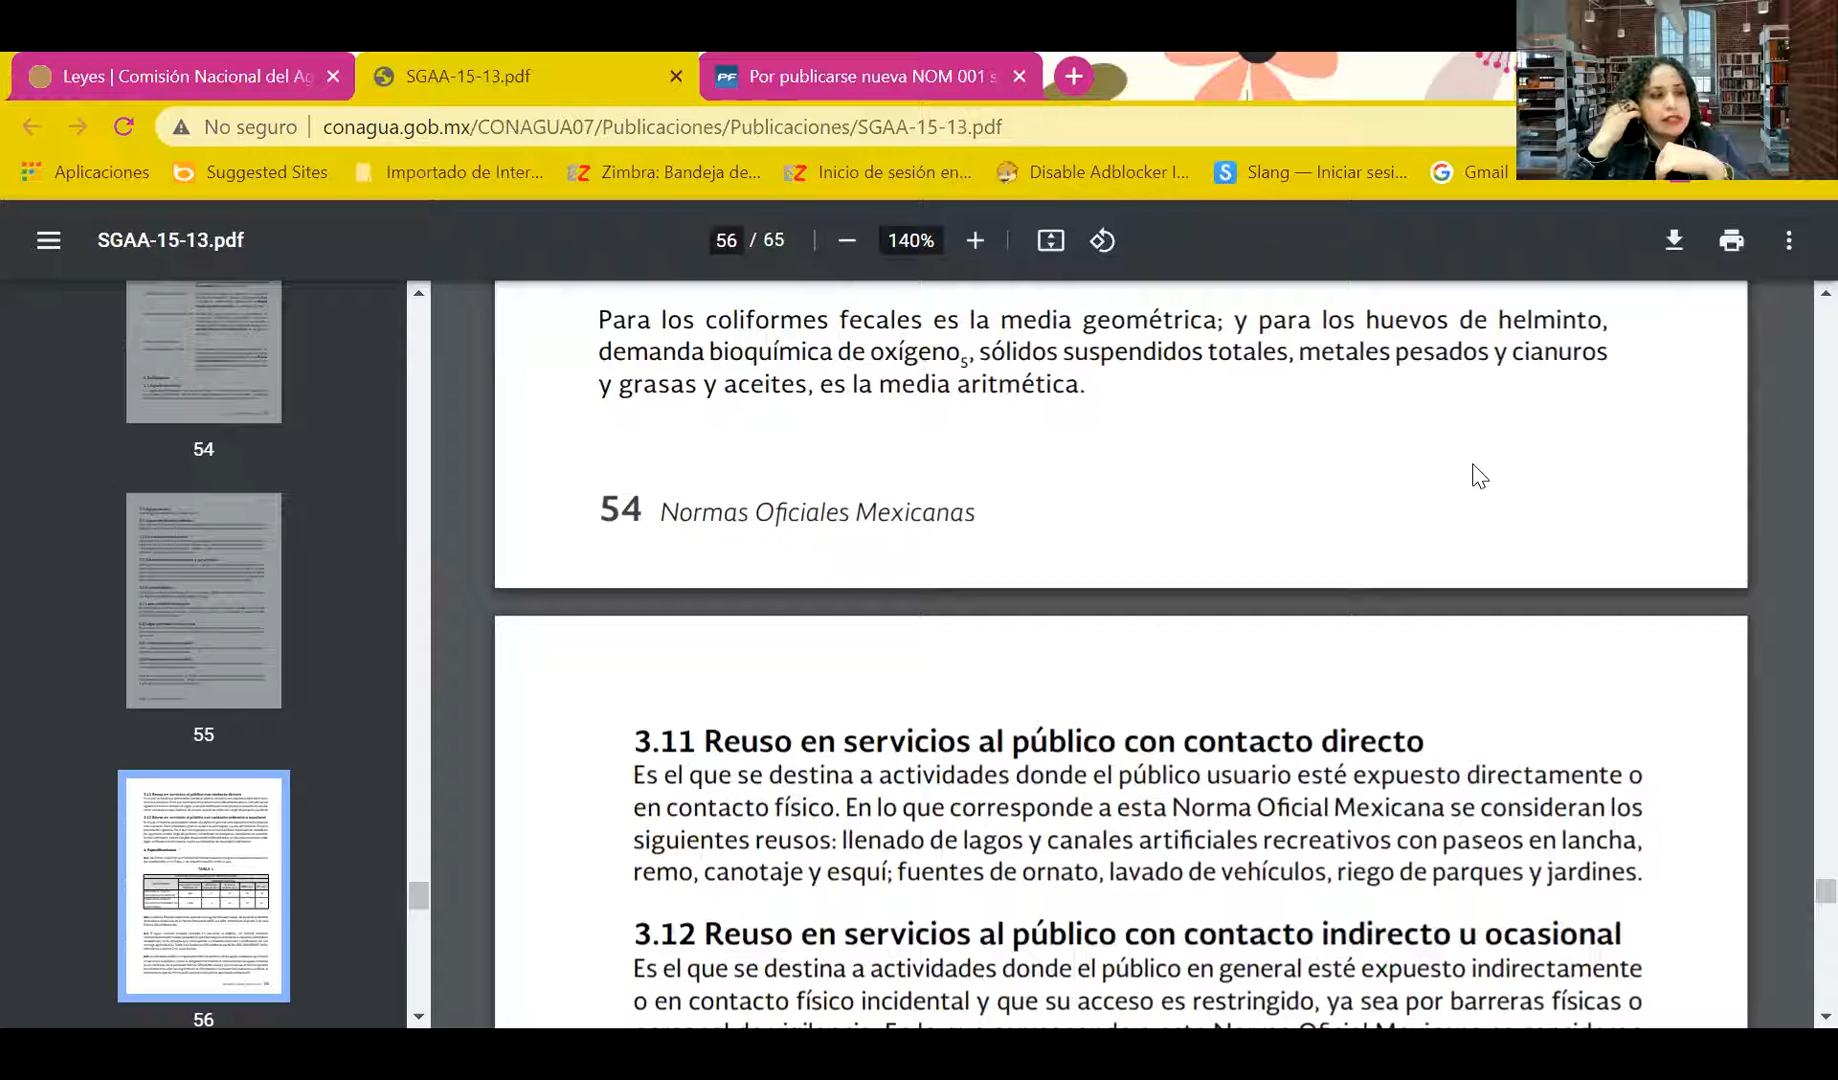 Leyes | Comisión Nacional del Ag
SGAA-15-13.pdf
PF Por publicarse nueva NOM 001 s
No seguro | conagua.gob.mx/CONAGUA07/Publicaciones/Publicaciones/SGAA-15-13.pdf
Aplicaciones Suggested Sites Importado de Inter... Zimbra: Bandeja de... Inicio de sesión en... Disable Adblocker I... Slang — Iniciar sesi... Gmail
SGAA-15-13.pdf 56 / 65 140%
54
55
56
Para los coliformes fecales es la media geométrica; y para los huevos de helminto,
demanda bioquímica de oxígeno5, sólidos suspendidos totales, metales pesados y cianuros
y grasas y aceites, es la media aritmética.
54 Normas Oficiales Mexicanas
3.11 Reuso en servicios al público con contacto directo
Es el que se destina a actividades donde el público usuario esté expuesto directamente o
en contacto físico. En lo que corresponde a esta Norma Oficial Mexicana se consideran los
siguientes reusos: llenado de lagos y canales artificiales recreativos con paseos en lancha,
remo, canotaje y esquí; fuentes de ornato, lavado de vehículos, riego de parques y jardines.
3.12 Reuso en servicios al público con contacto indirecto u ocasional
Es el que se destina a actividades donde el público en general esté expuesto indirectamente
o en contacto físico incidental y que su acceso es restringido, ya sea por barreras físicas o